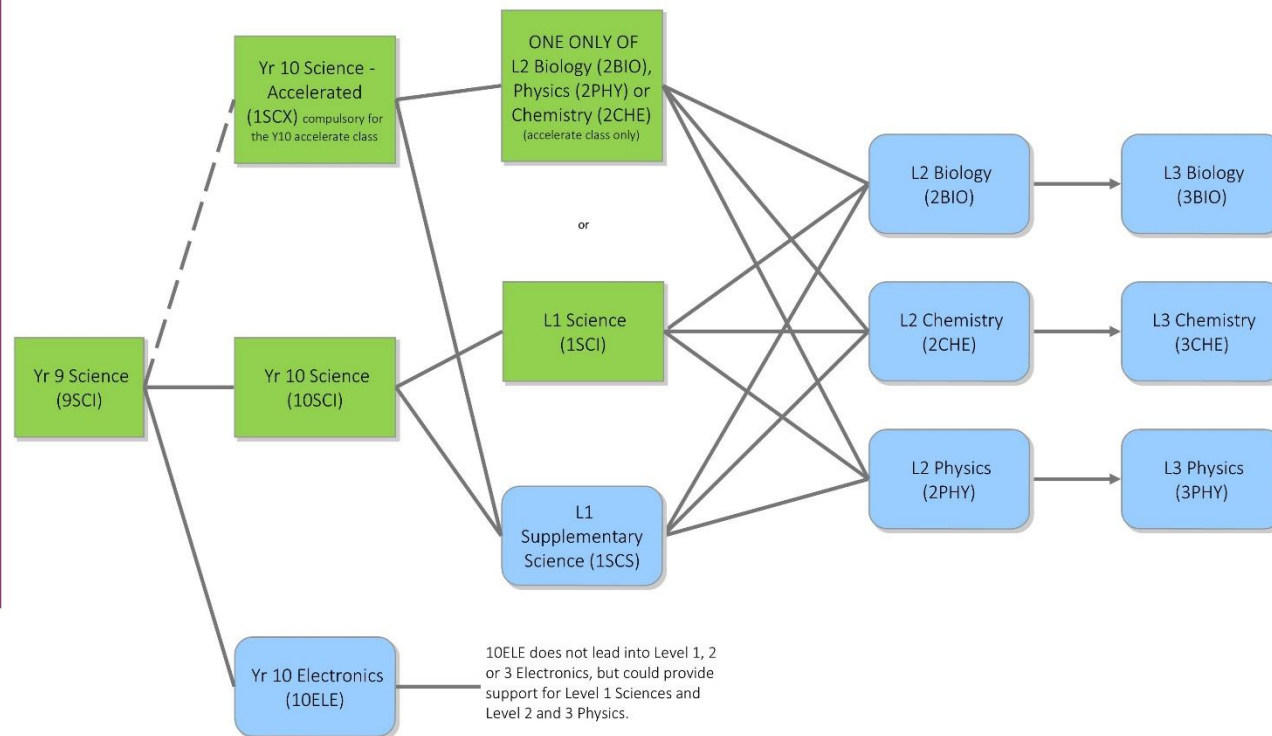 Yr 10 Science -
Accelerated
(1SCX) compulsory for
the Y10 accelerate class
ONE ONLY OF
L2 Biology (2BIO),
Physics (2PHY) or
Chemistry (2CHE)
(accelerate class only)
L2 Biology
(2BIO)
L3 Biology
(3BIO)
or
L1 Science
(1SCI)
L2 Chemistry
(2CHE)
L3 Chemistry
(3CHE)
Yr 9 Science
(9SCI)
Yr 10 Science
(10SCI)
L2 Physics
(2PHY)
L3 Physics
(3PHY)
L1
Supplementary
Science (1SCS)
Yr 10 Electronics
(10ELE)
10ELE does not lead into Level 1, 2
or 3 Electronics, but could provide
support for Level 1 Sciences and
Level 2 and 3 Physics.